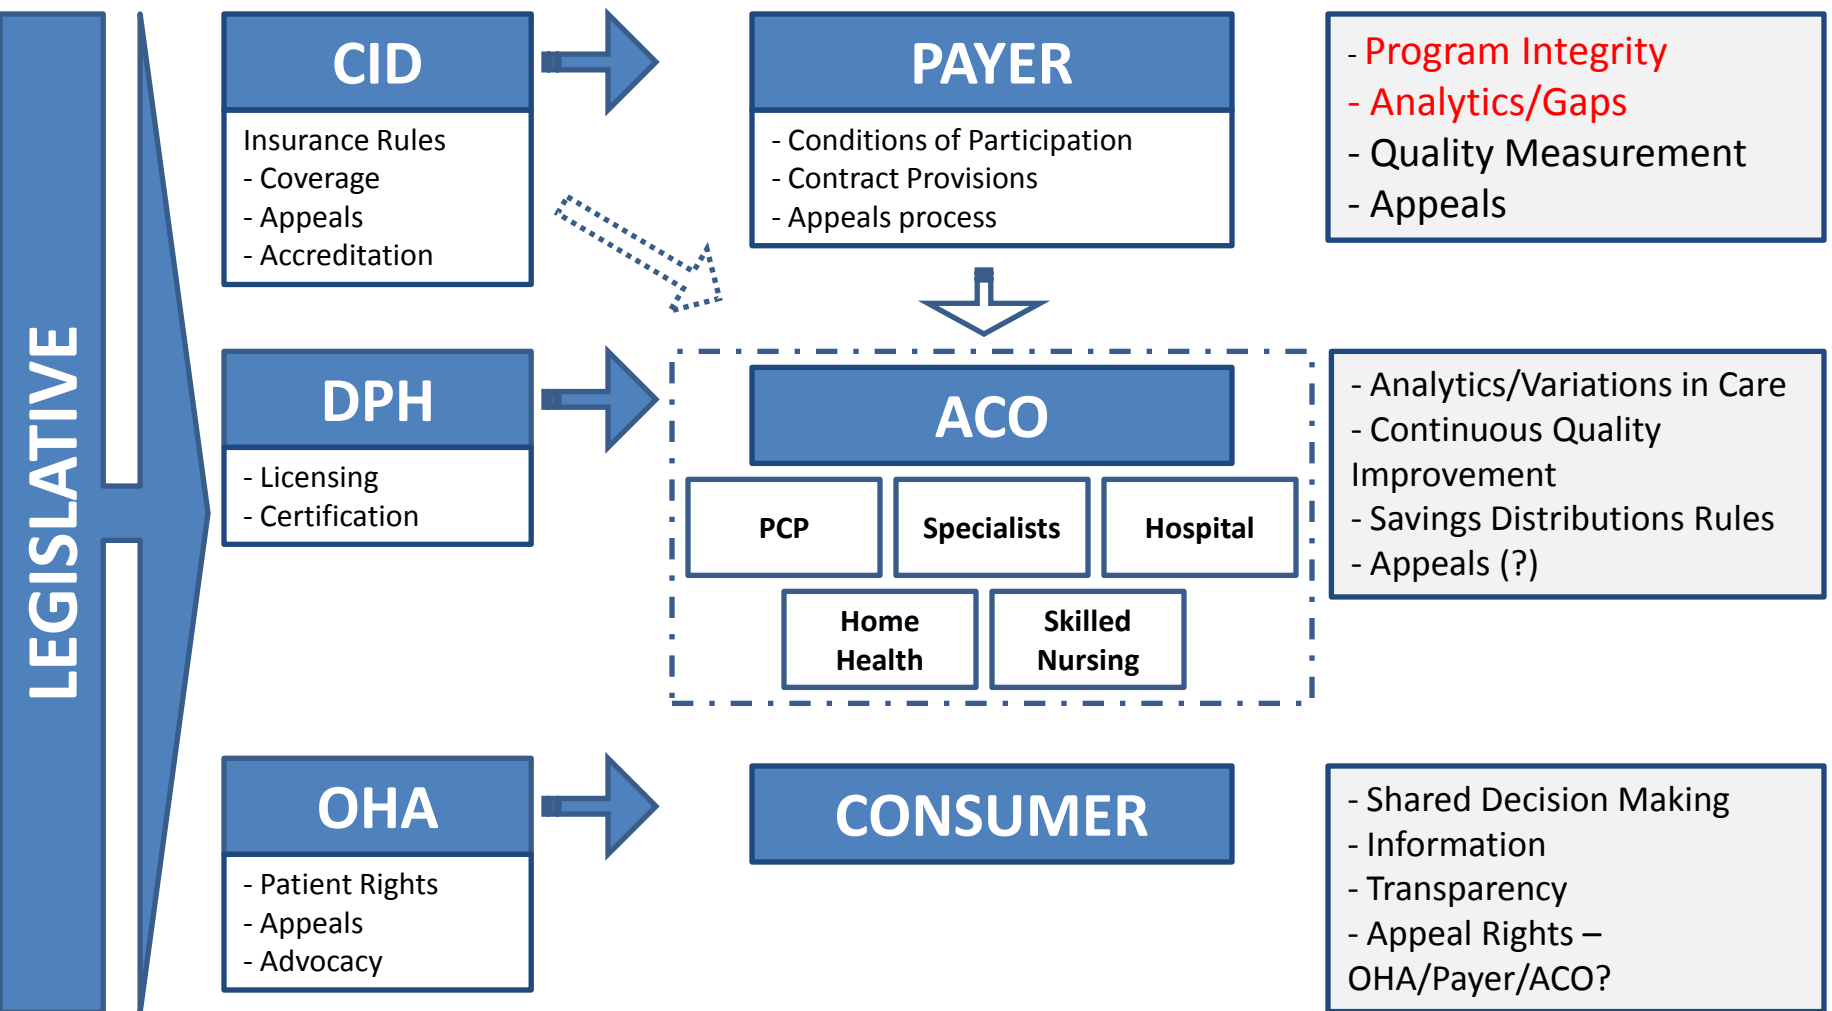 LEGISLATIVE
CID
Insurance Rules
- Coverage
- Appeals
- Accreditation
PAYER
- Conditions of Participation
- Contract Provisions
- Appeals process
- Program Integrity
- Analytics/Gaps
- Quality Measurement
- Appeals
DPH
- Licensing
- Certification
ACO
PCP
Specialists
Hospital
Home
Health
Skilled
Nursing
- Analytics/Variations in Care
- Continuous Quality
Improvement
- Savings Distributions Rules
- Appeals (?)
OHA
- Patient Rights
- Appeals
- Advocacy
CONSUMER
- Shared Decision Making
- Information
- Transparency
- Appeal Rights –
OHA/Payer/ACO?